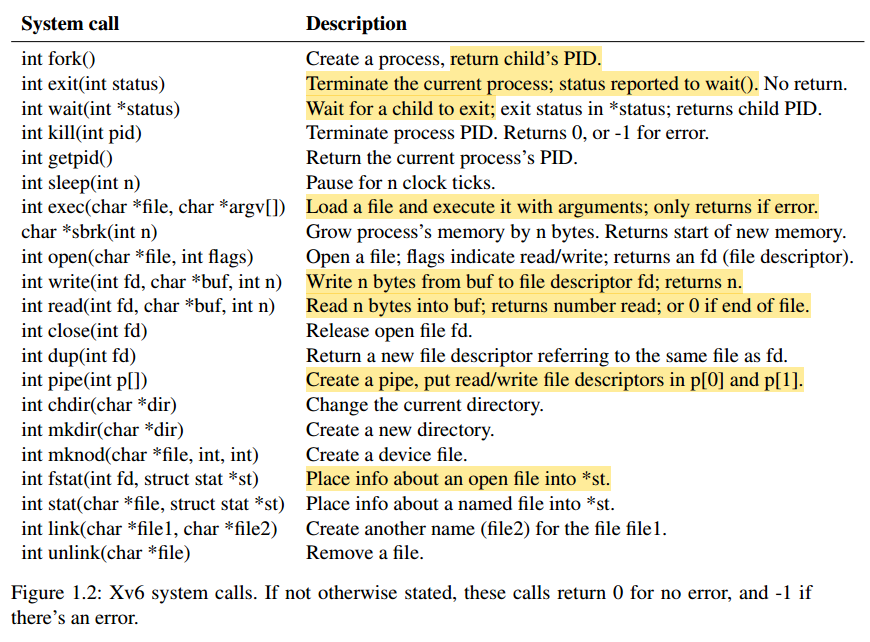 System call Description
int fork() Create a process, return child's PID.
int exit(int status) Terminate the current process; status reported to wait(). No return.
int wait(int *status) Wait for a child to exit; exit status in *status; returns child PID.
int kill(int pid) Terminate process PID. Returns 0, or -1 for error.
int getpid() Return the current process's PID.
int sleep(int n) Pause for n clock ticks.
int exec(char *file, char *argv[]) Load a file and execute it with arguments; only returns if error.
char *sbrk(int n) Grow process's memory by n bytes. Returns start of new memory.
int open(char *file, int flags) Open a file; flags indicate read/write; returns an fd (file descriptor).
int write(int fd, char *buf, int n) Write n bytes from buf to file descriptor fd; returns n.
int read(int fd, char *buf, int n) Read n bytes into buf; returns number read; or 0 if end of file.
int close(int fd) Release open file fd.
int dup(int fd) Return a new file descriptor referring to the same file as fd.
int pipe(int p[]) Create a pipe, put read/write file descriptors in p[0] and p[1].
int chdir(char *dir) Change the current directory.
int mkdir(char *dir) Create a new directory.
int mknod(char *file, int, int) Create a device file.
int fstat(int fd, struct stat *st) Place info about an open file into *st.
int stat(char *file, struct stat *st) Place info about a named file into *st.
int link(char *file1, char *file2) Create another name (file2) for the file file1.
int unlink(char *file) Remove a file.
Figure 1.2: Xv6 system calls. If not otherwise stated, these calls return 0 for no error, and -1 if
there's an error.